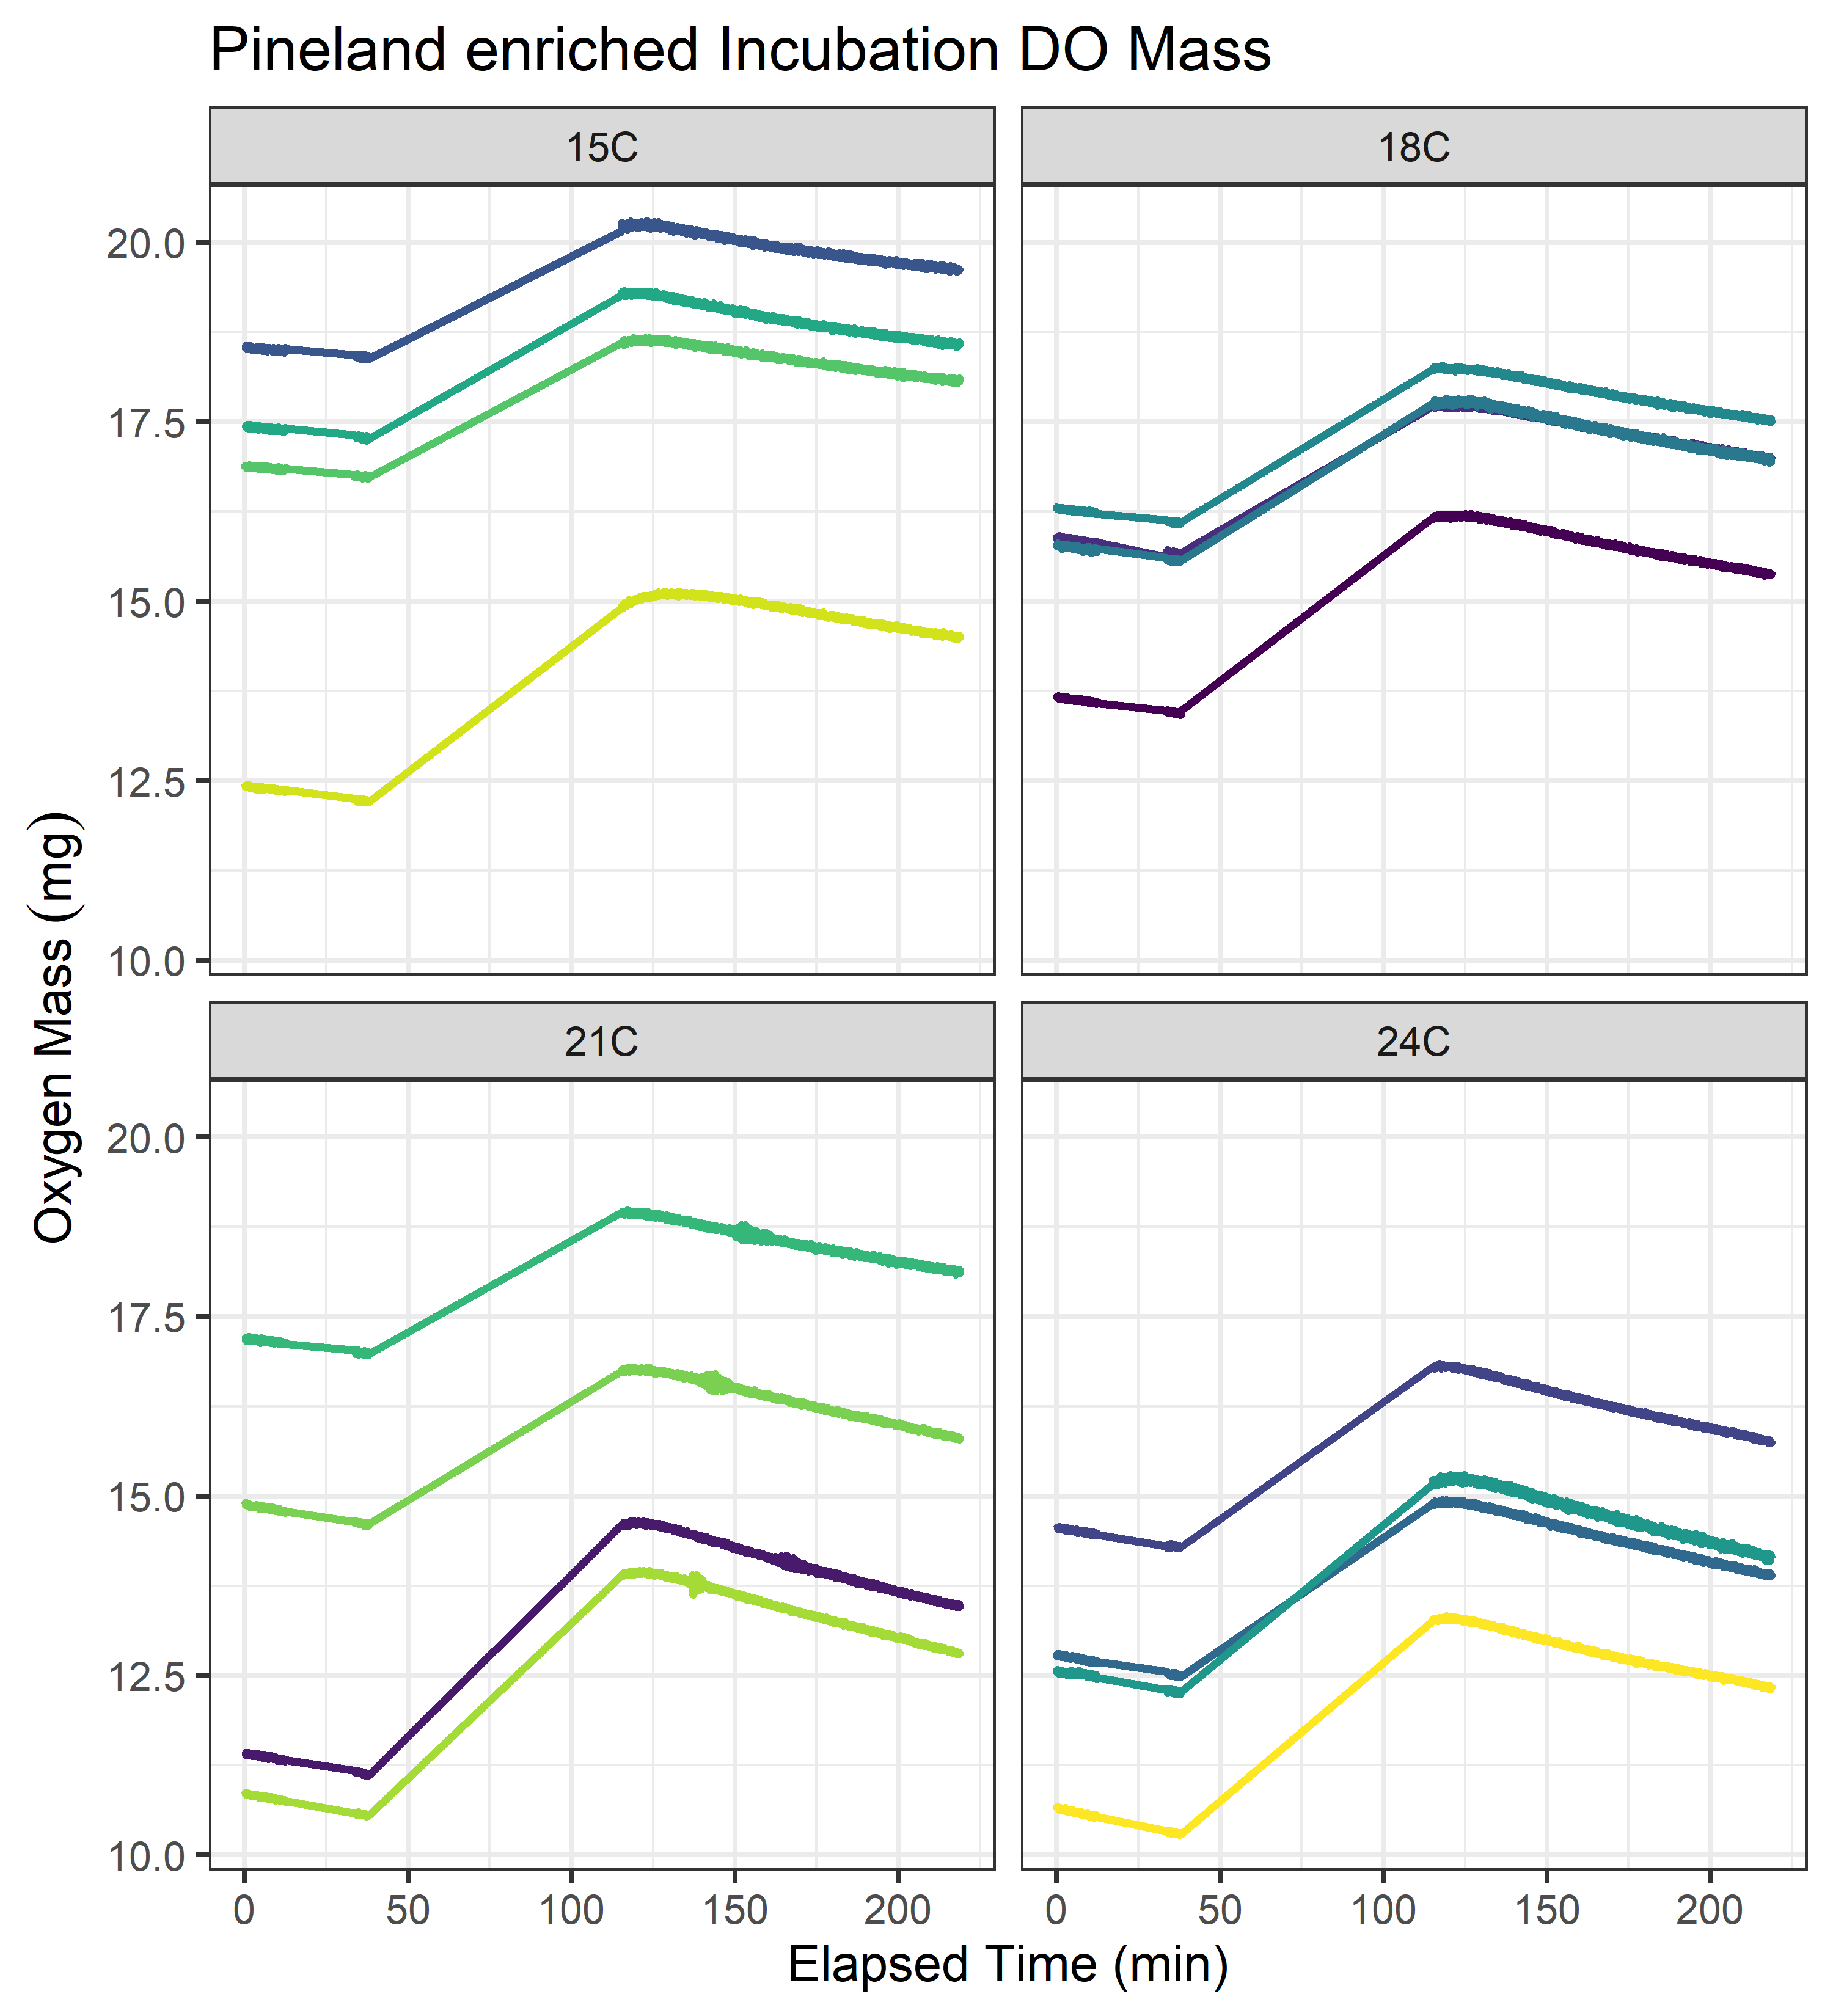 Pineland enriched Incubation DO Mass
15C
18C
20.0
17.5
15.0
12.5
10.0
21C
24C
20.0
17.5
15.0
12.5
10.0
0 50 100 150 200
0 50 100 150 200
Elapsed Time (min)
Oxygen Mass (mg)